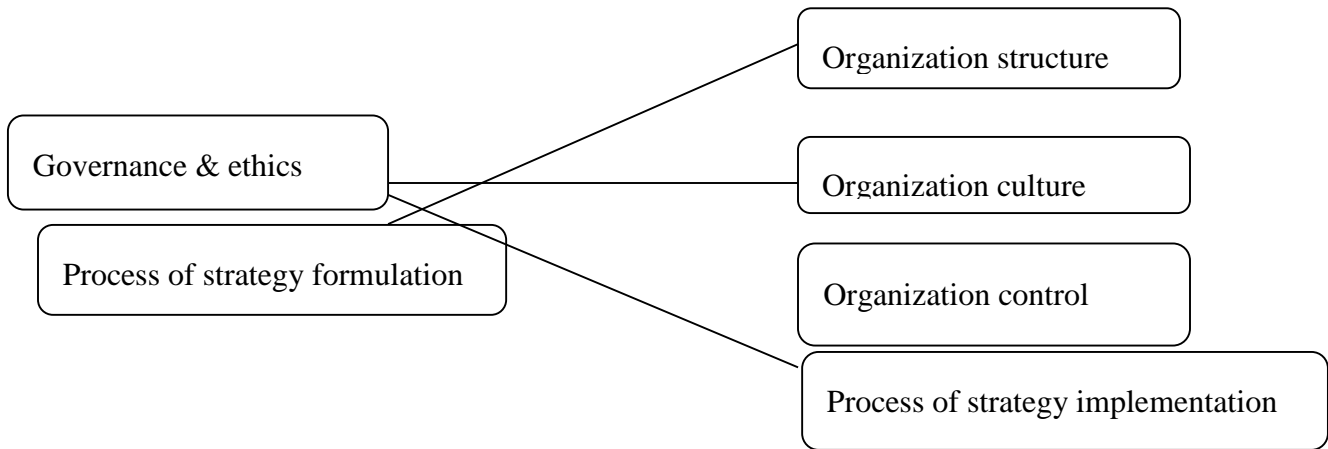 Organization structure
Governance & ethics
Organization culture
Process of strategy formulation
Organization control
Process of strategy implementation